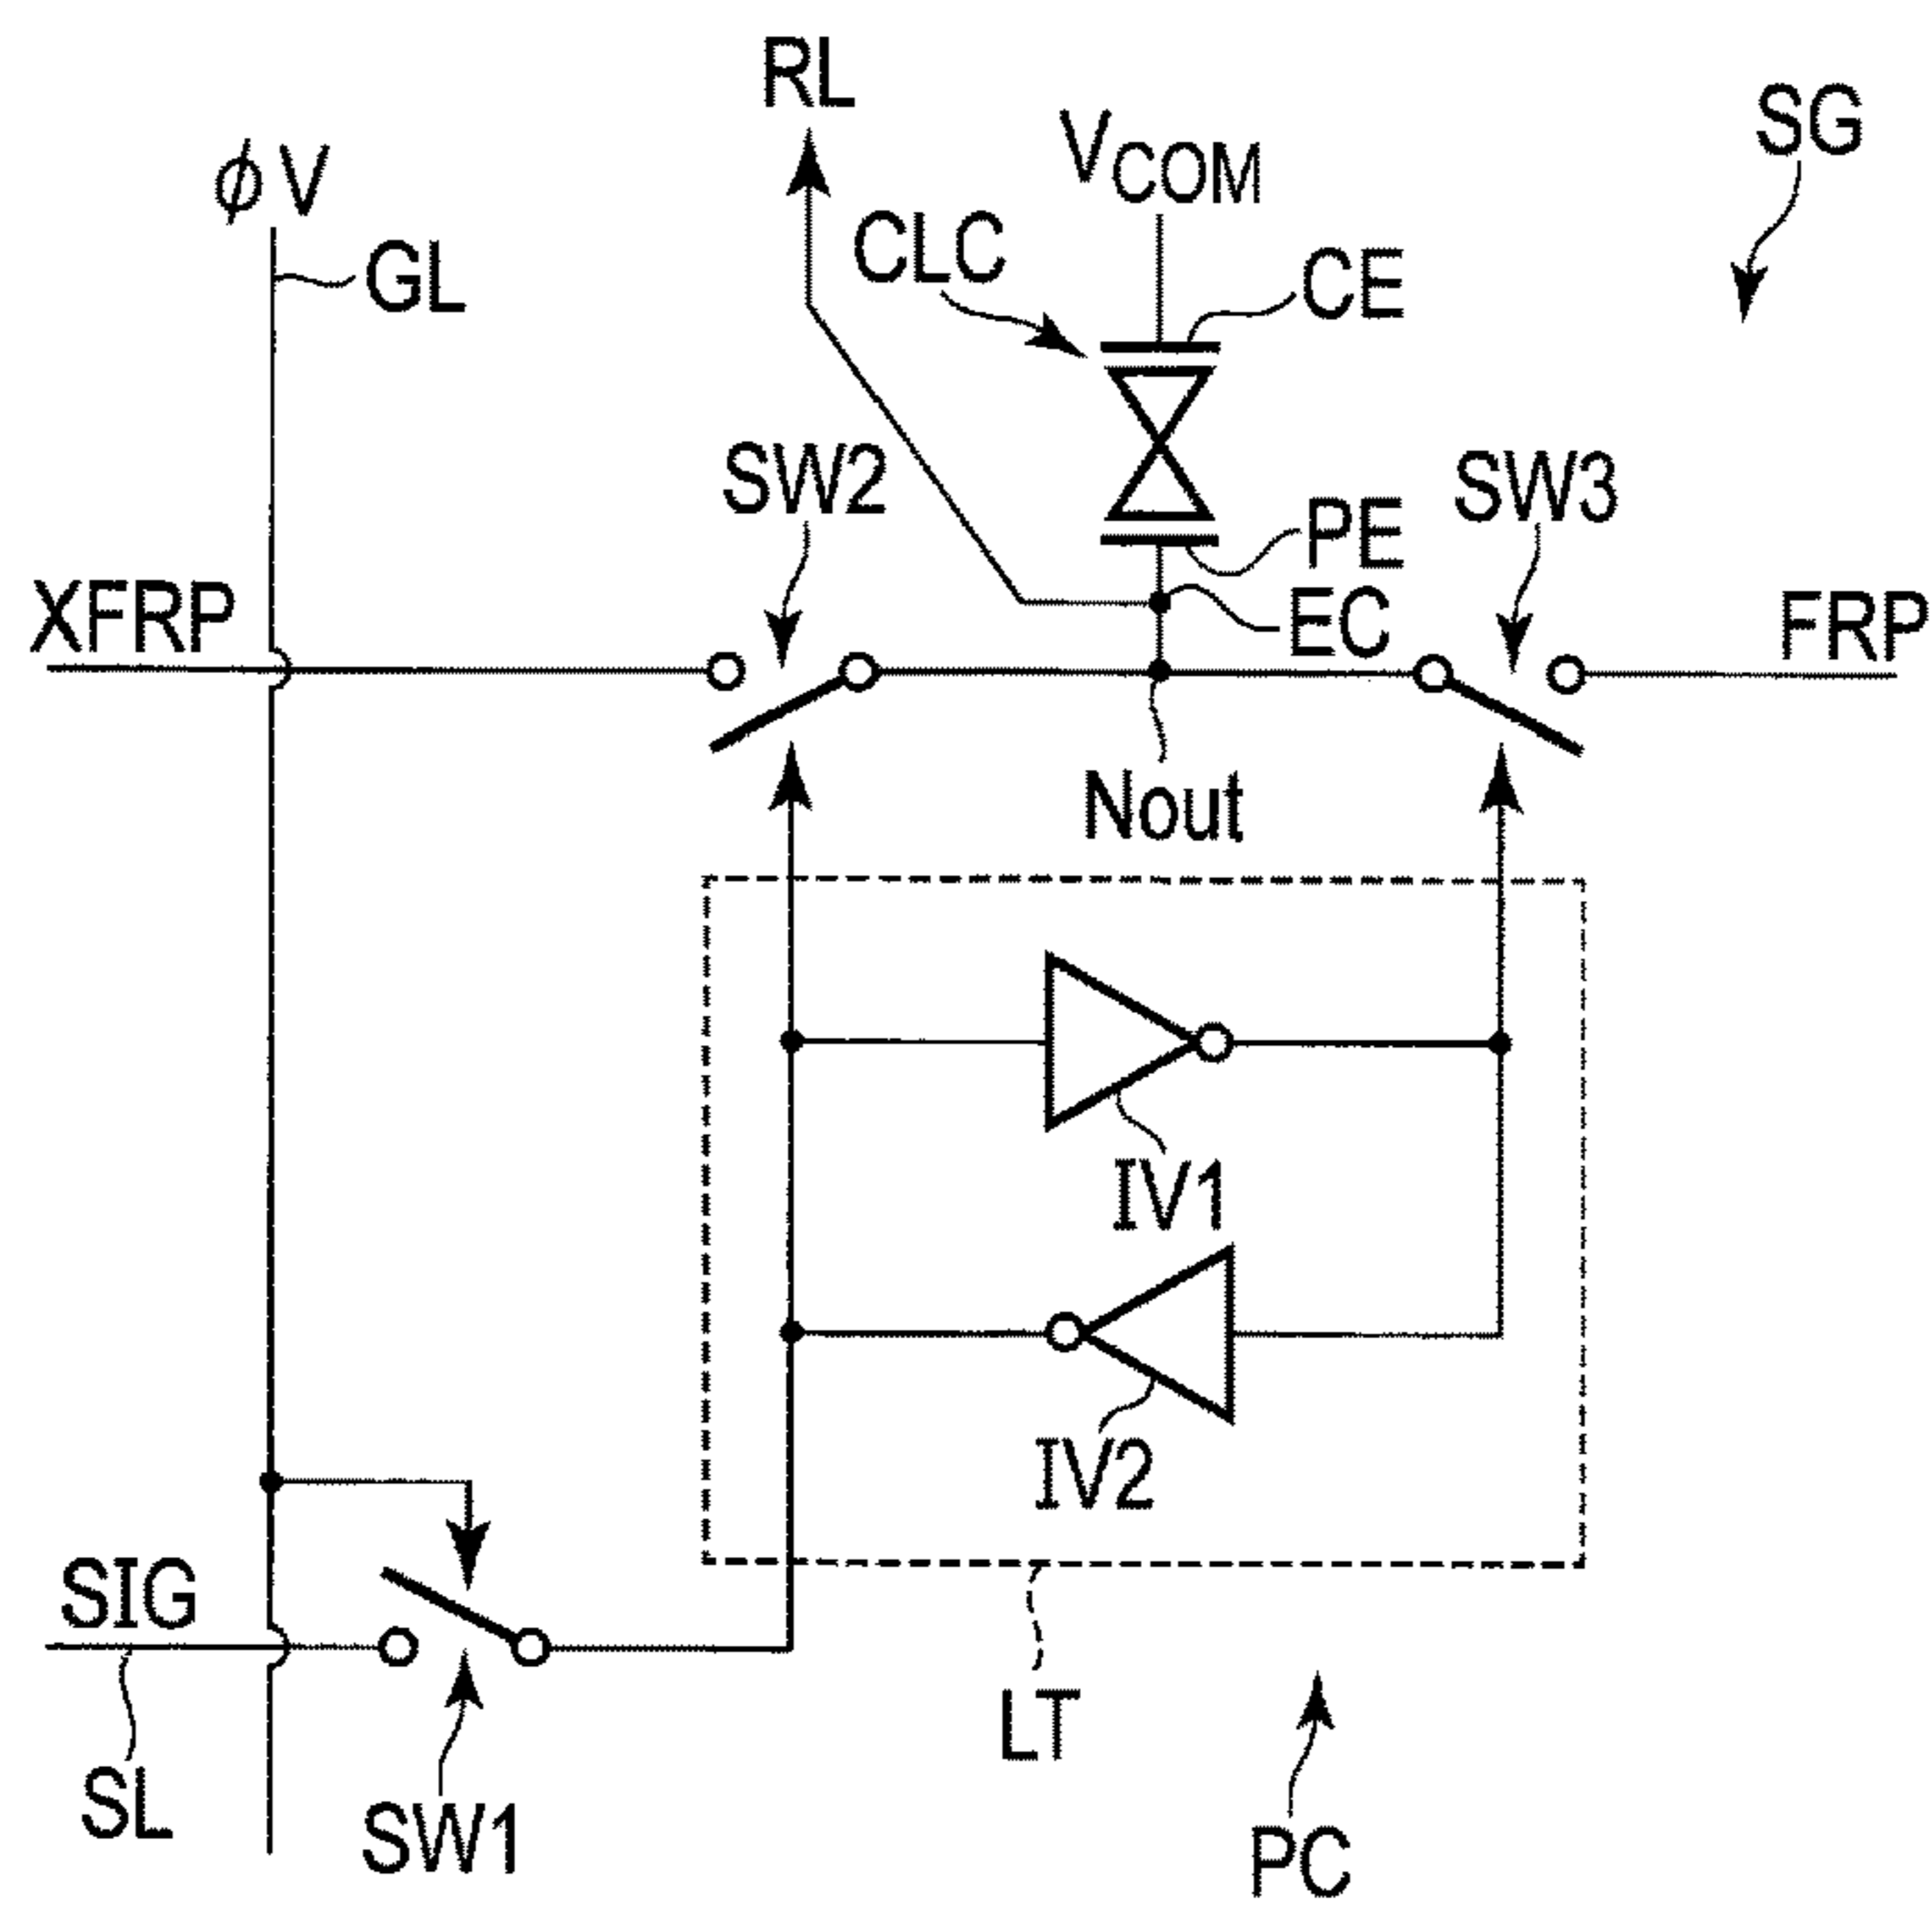 RL
SG
VCOM
ϕV
CLC
GL
CE
SW2
SW3
PE
XFRP
EC
FRP
Nout
IV1
IV2
SIG
LT
SL
SW1
PC